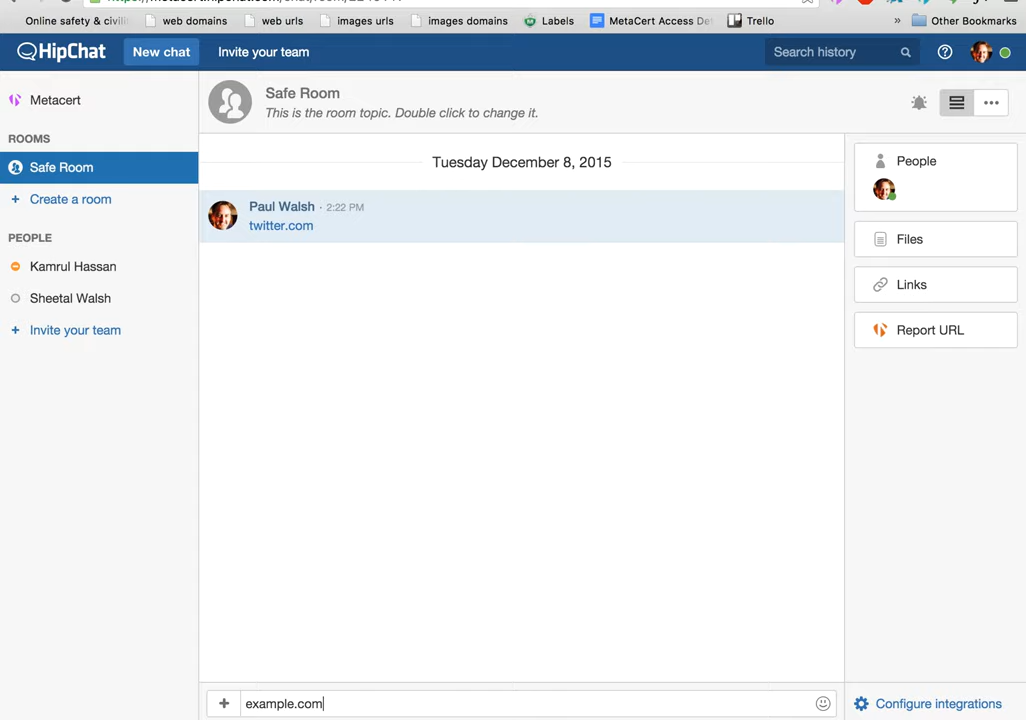 Online safety & civili
web domains
web urls
images urls
images domains
Labels
MetaCert Access De
Trello
»
Other Bookmarks
HipChat
New chat
Invite your team
Search history
Metacert
ROOMS
Safe Room
+ Create a room
PEOPLE
Kamrul Hassan
Sheetal Walsh
+ Invite your team
Safe Room
This is the room topic. Double click to change it.
Tuesday December 8, 2015
Paul Walsh · 2:22 PM
twitter.com
People
Files
Links
Report URL
+ example.com
Configure integrations